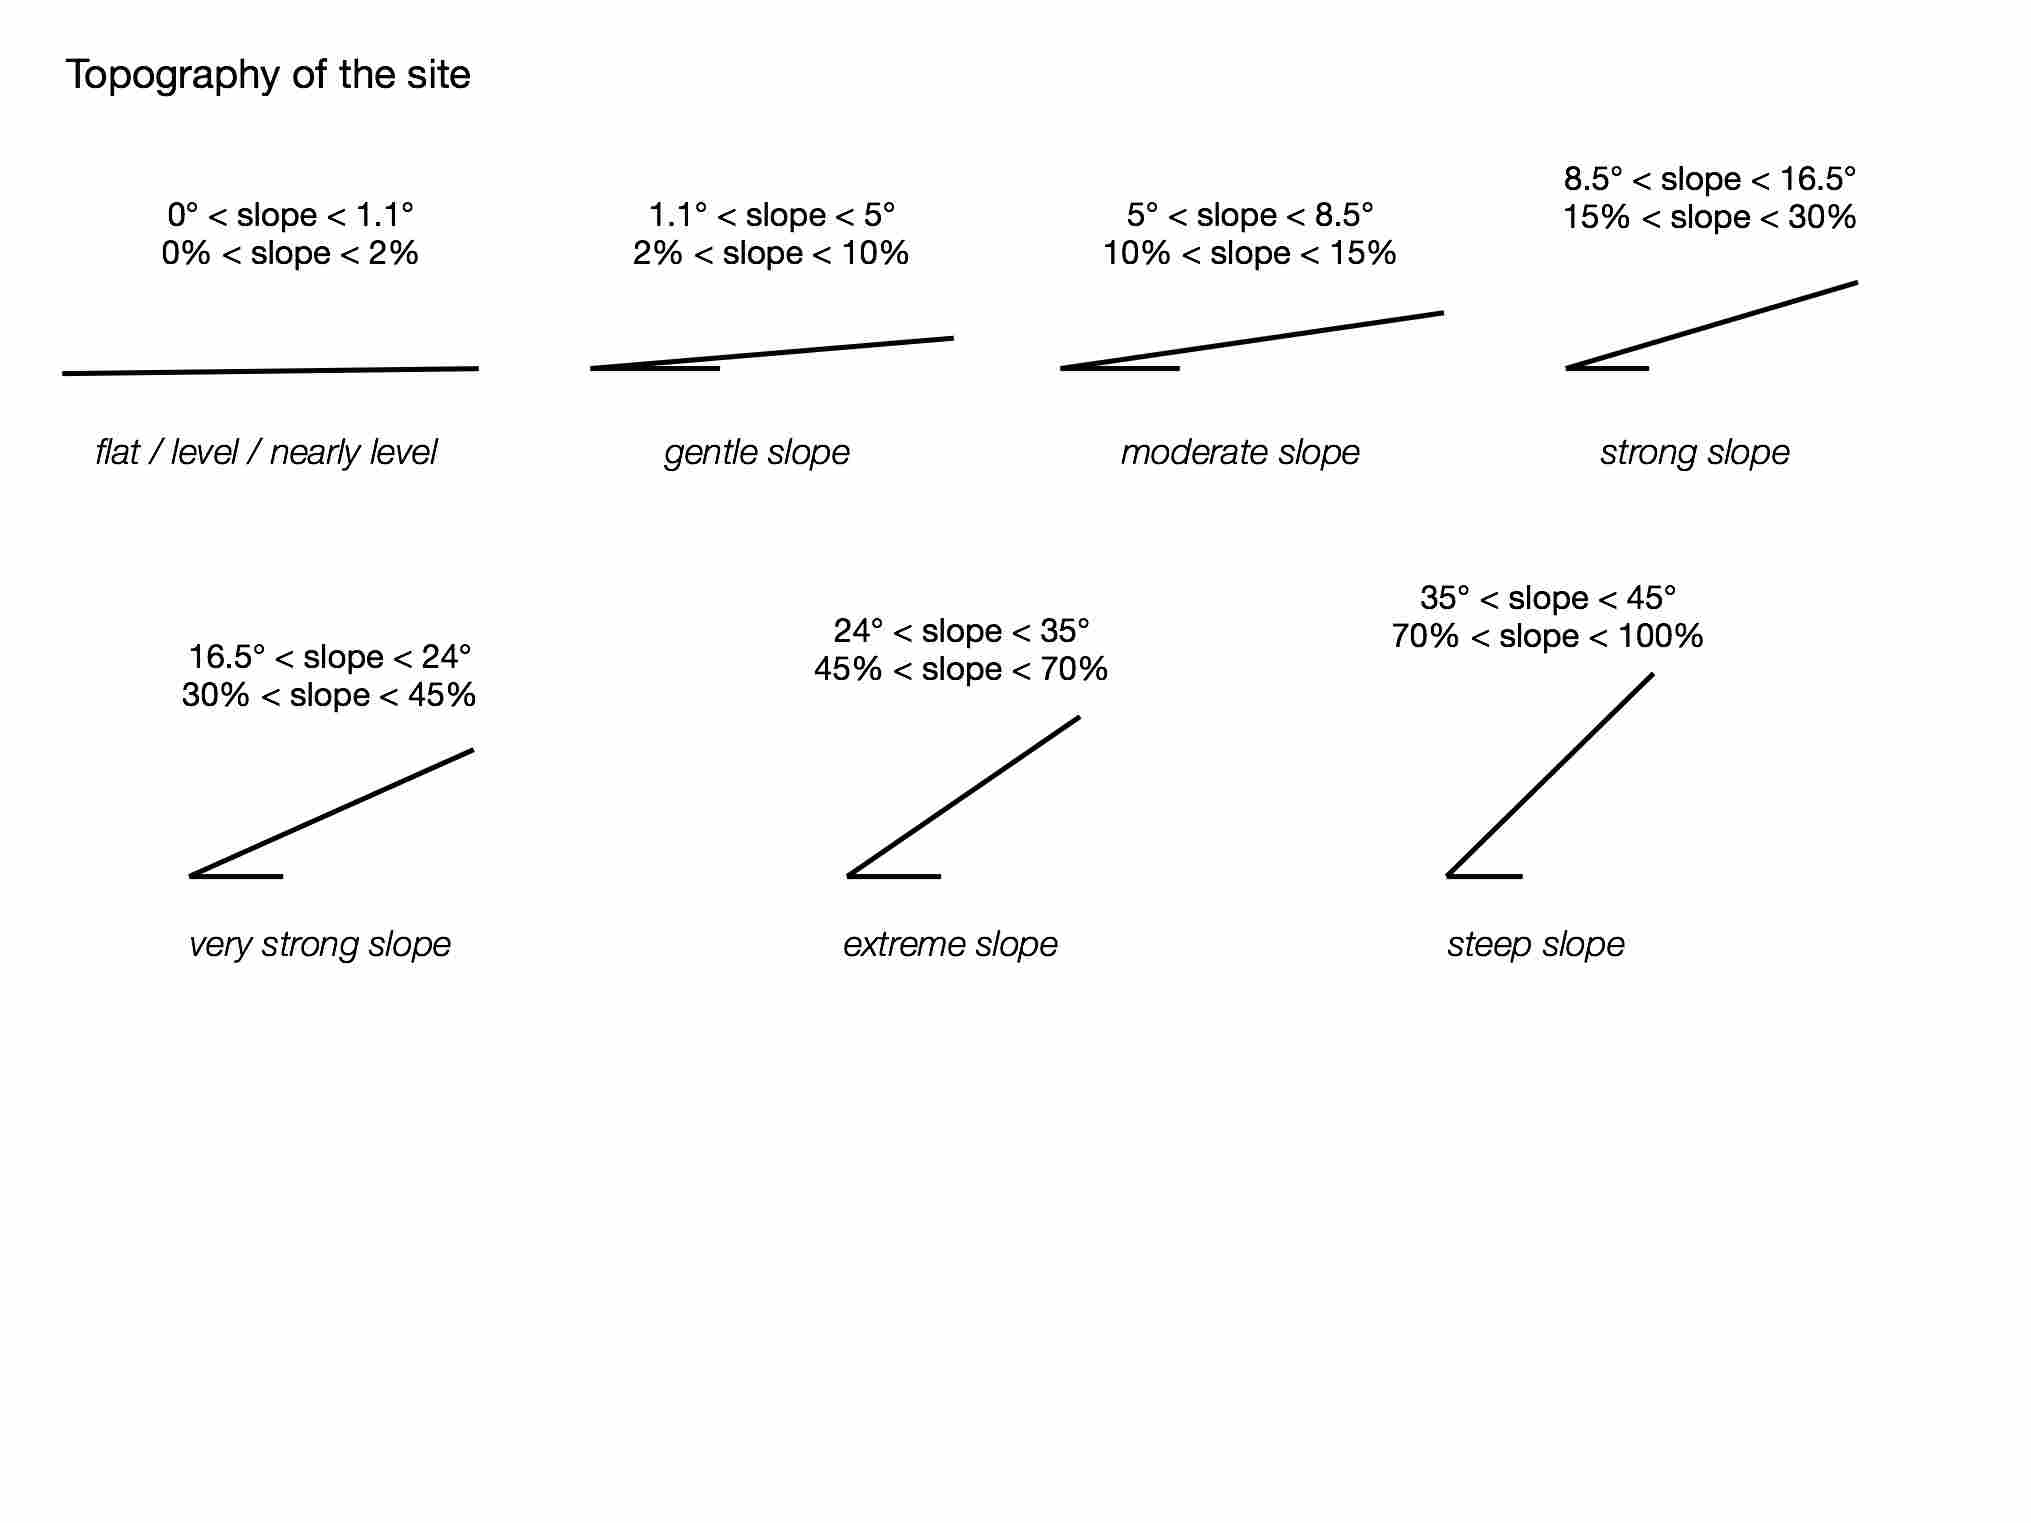 Topography of the site
0° < slope < 1.1°
0% < slope < 2%
flat / level / nearly level
1.1° < slope < 5°
2% < slope < 10%
gentle slope
5° < slope < 8.5°
10% < slope < 15%
moderate slope
8.5° < slope < 16.5°
15% < slope < 30%
strong slope
16.5° < slope < 24°
30% < slope < 45%
very strong slope
24° < slope < 35°
45% < slope < 70%
extreme slope
35° < slope < 45°
70% < slope < 100%
steep slope